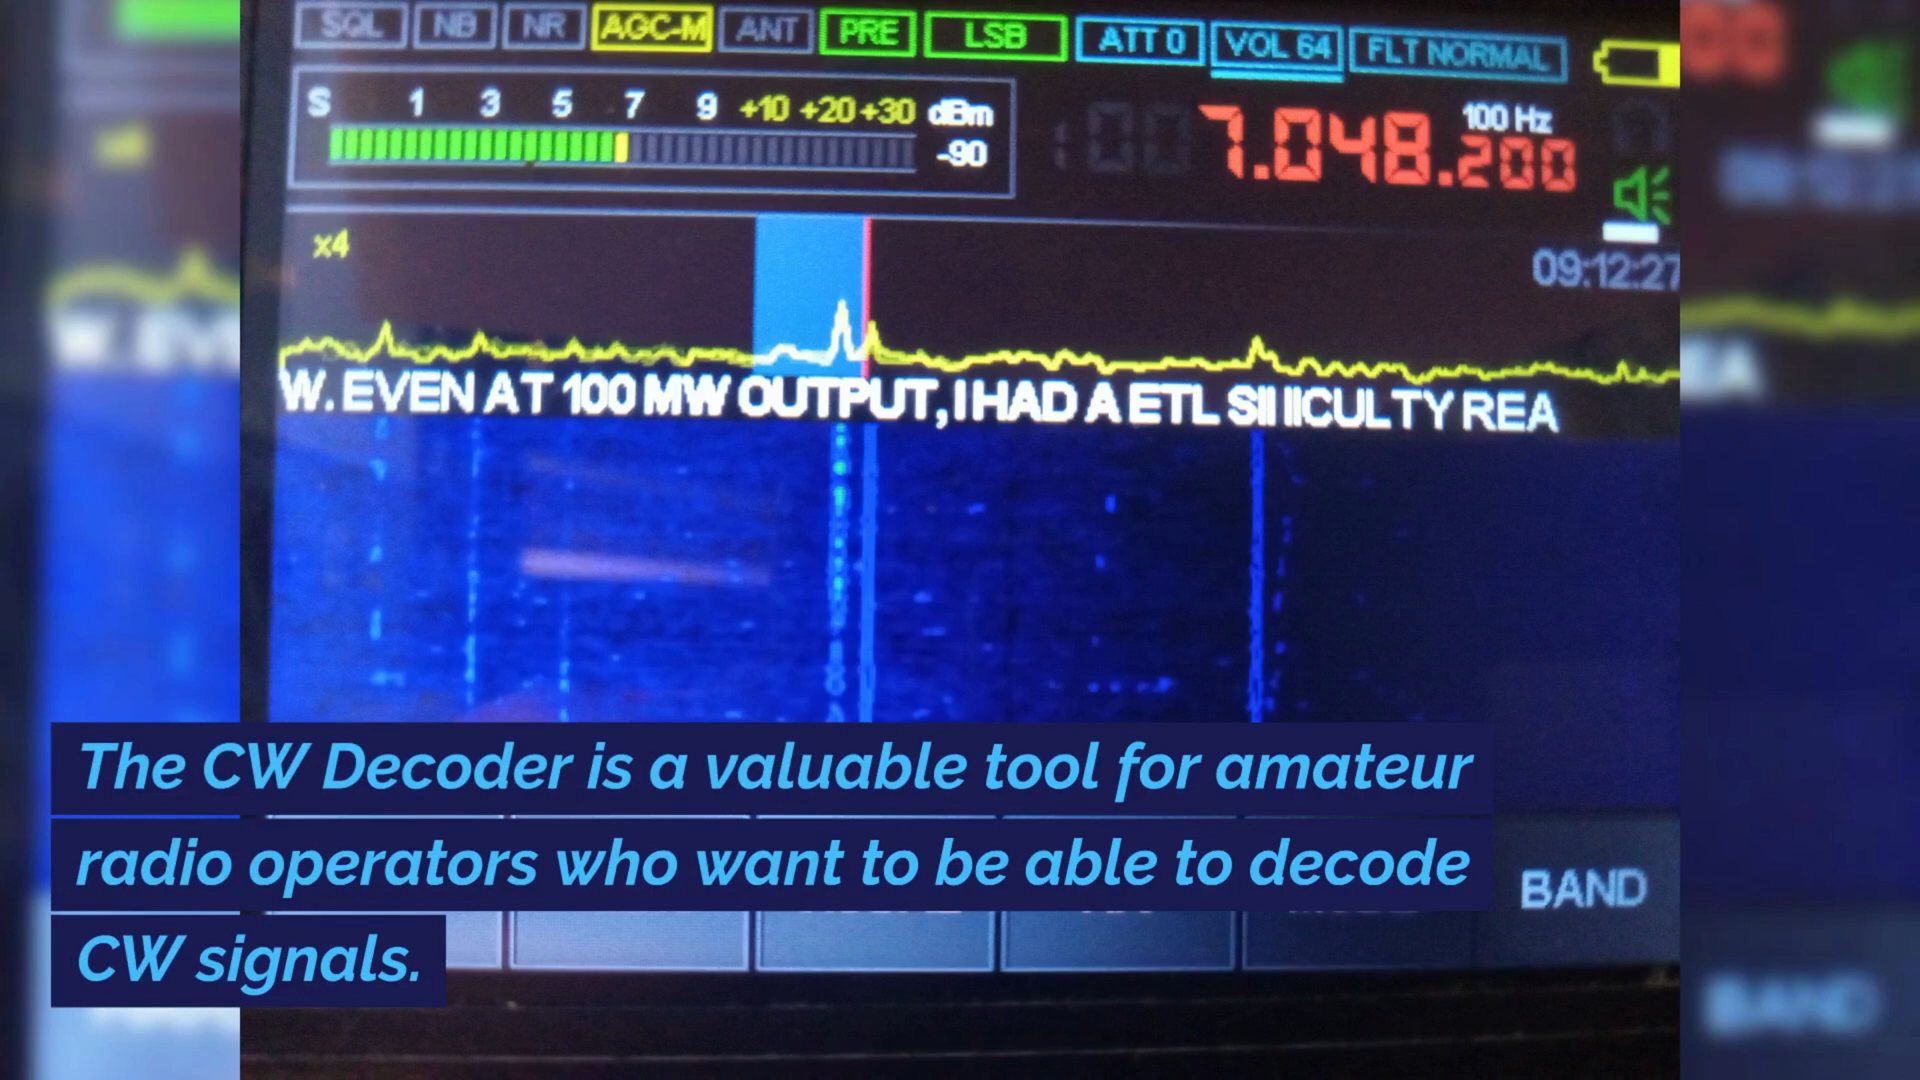 SQL NB NR AGC-M ANT PRE LSB ATT 0 VOL 64 FLT NORMAL
S 1 3 5 7 9 +10 +20 +30 dBm
-90
100 Hz
7.048.200
x4
09:12:27
W. EVEN AT 100 MW OUTPUT, I HAD A ETL SII IICULTY REA
The CW Decoder is a valuable tool for amateur
radio operators who want to be able to decode
CW signals.
BAND